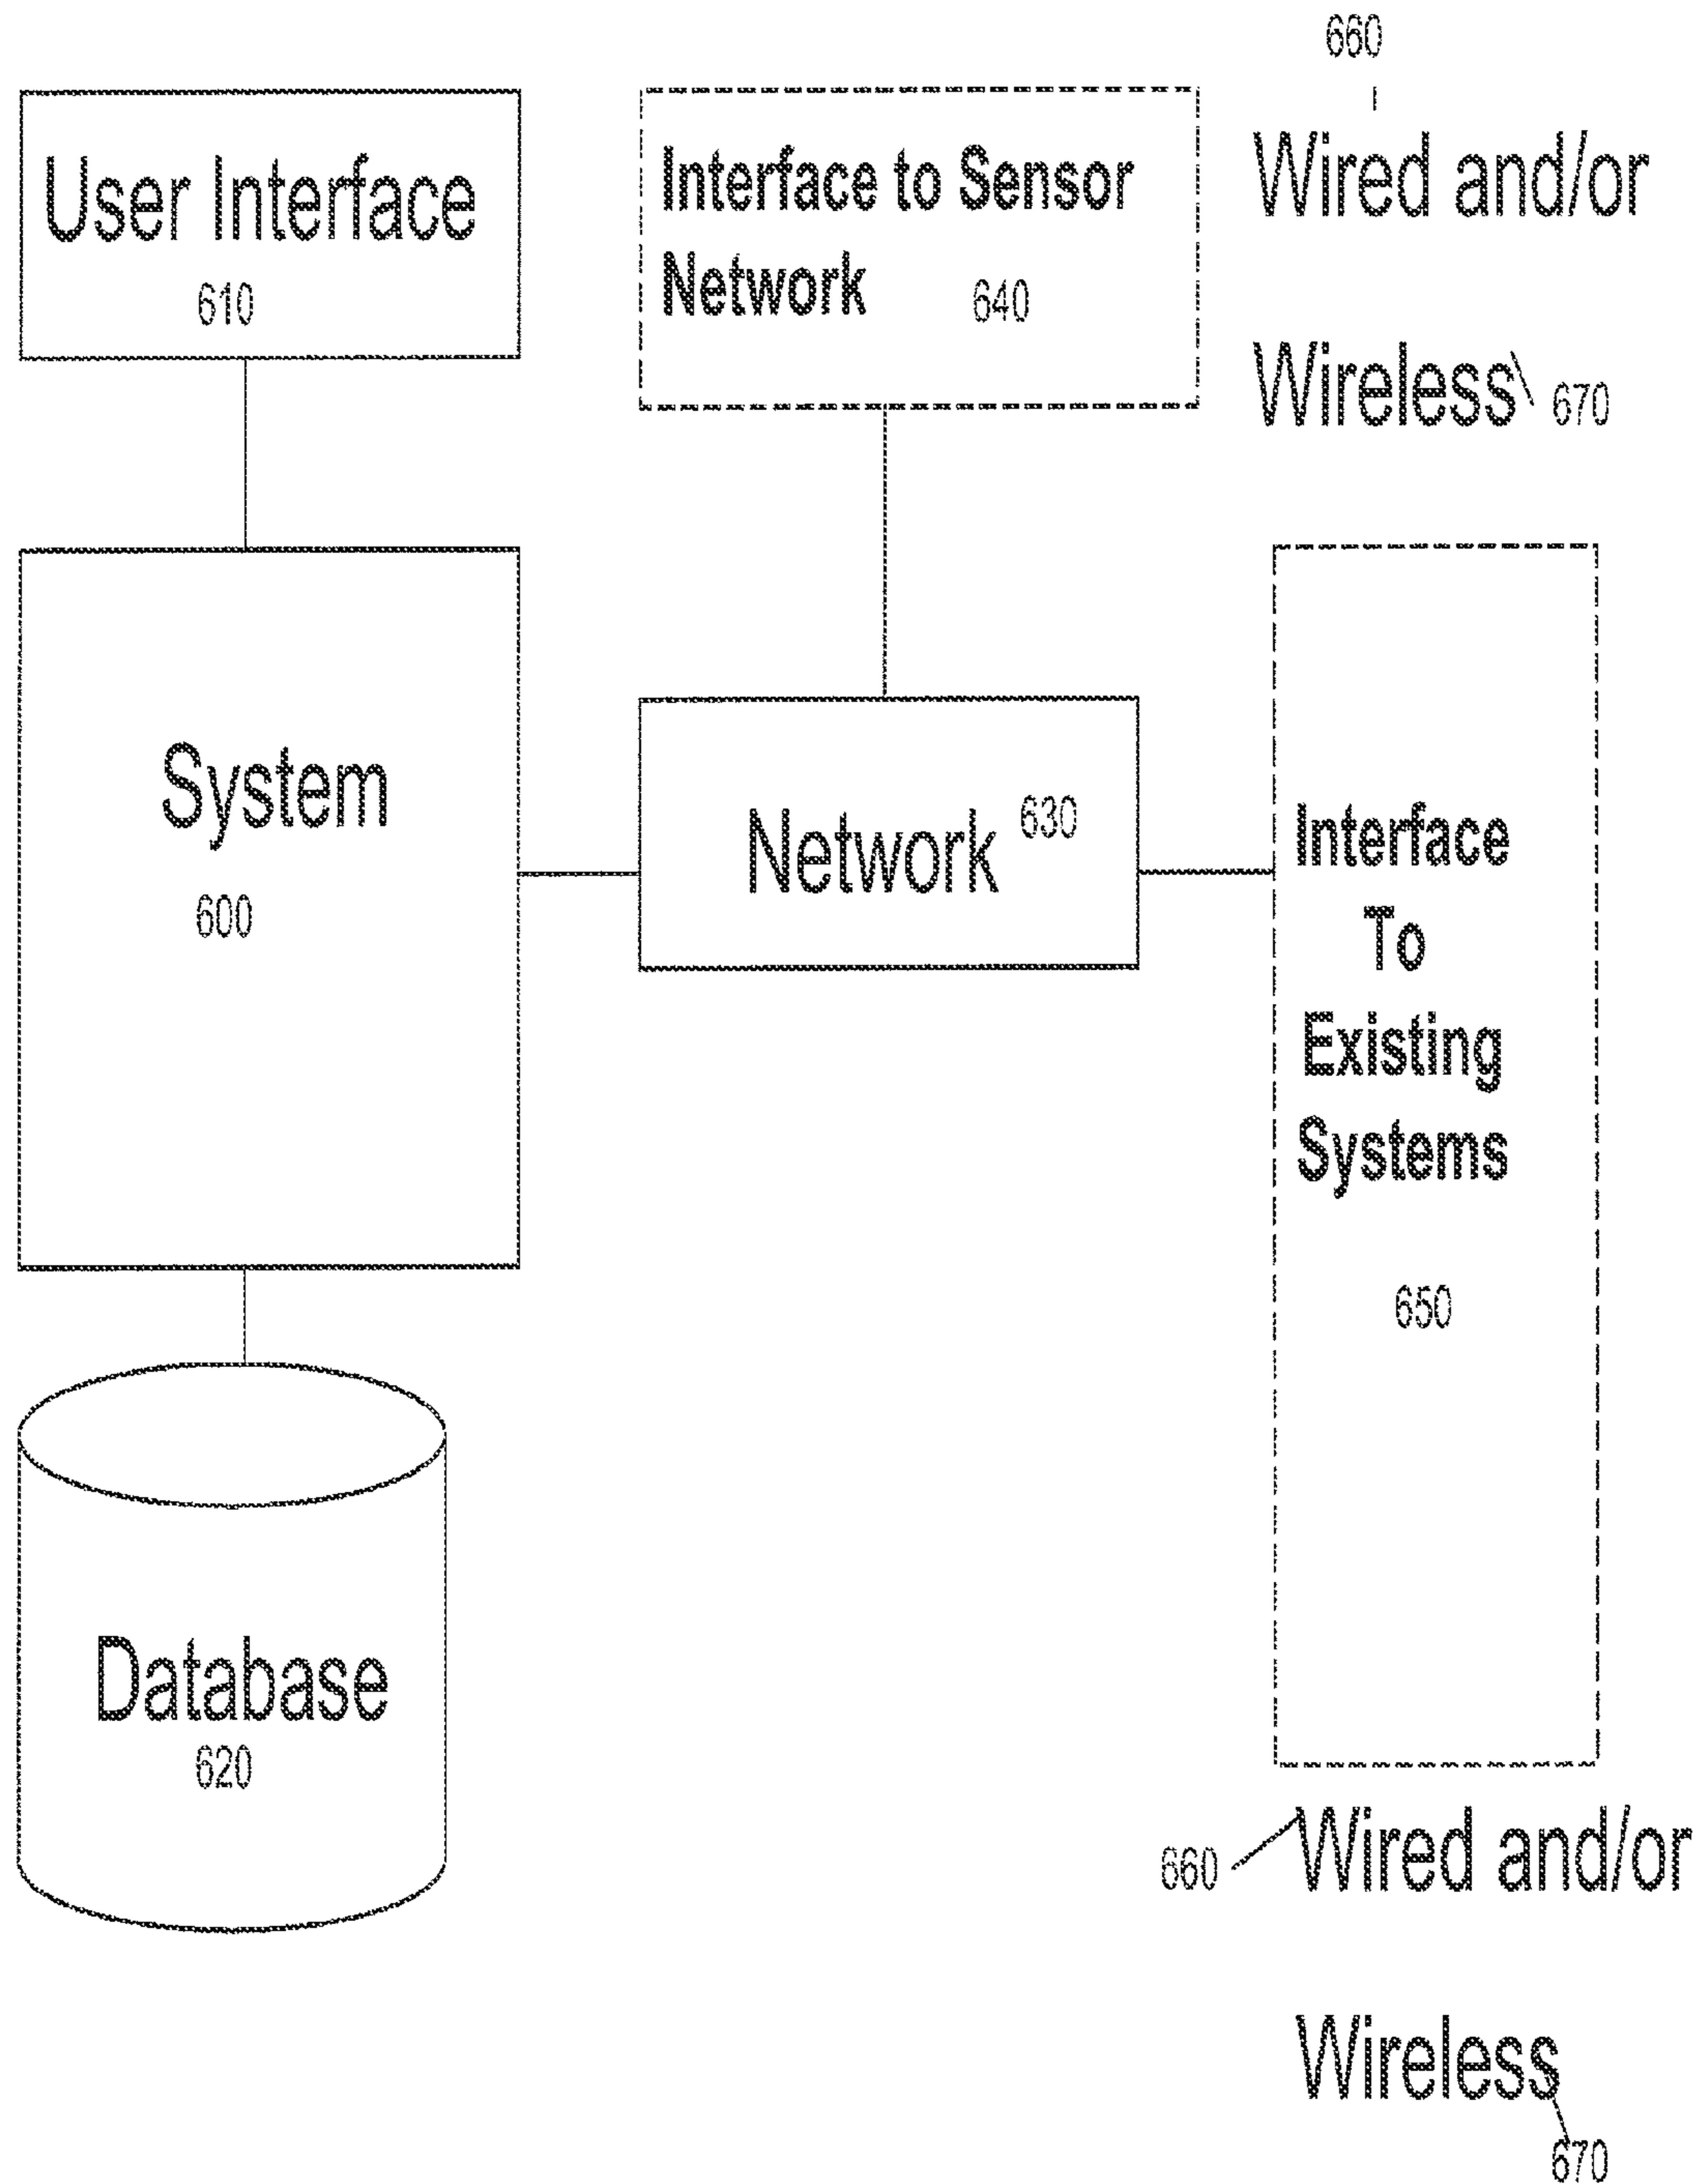 660
User Interface
610
Interface to Sensor
Network 640
Wired and/or
Wireless 670
System
600
Network 630
Interface
To
Existing
Systems
650
Database
620
660 Wired and/or
Wireless
670